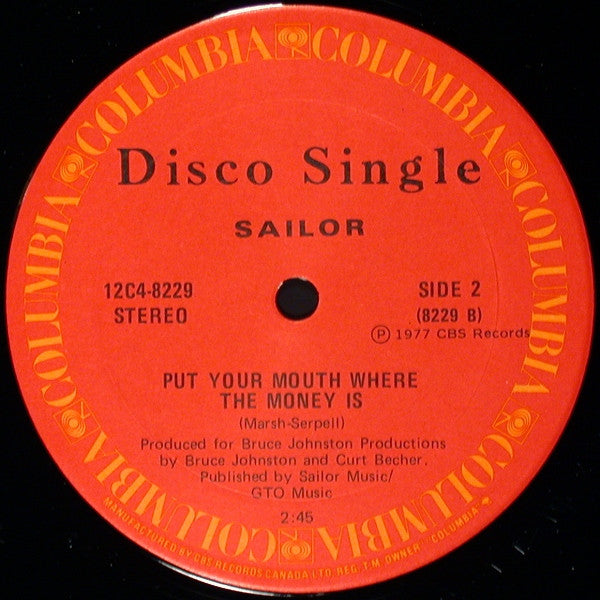 COLUMBIA COLUMBIA COLUMBIA COLUMBIA COLUMBIA COLUMBIA COLUMBIA
Disco Single
SAILOR
12C4-8229
STEREO
SIDE 2
(8229 B)
Ⓟ 1977 CBS Records
PUT YOUR MOUTH WHERE
THE MONEY IS
(Marsh-Serpell)
Produced for Bruce Johnston Productions
by Bruce Johnston and Curt Becher.
Published by Sailor Music/
GTO Music
2:45
MANUFACTURED BY CBS RECORDS CANADA LTD. REG. T.M. OWNER "COLUMBIA"